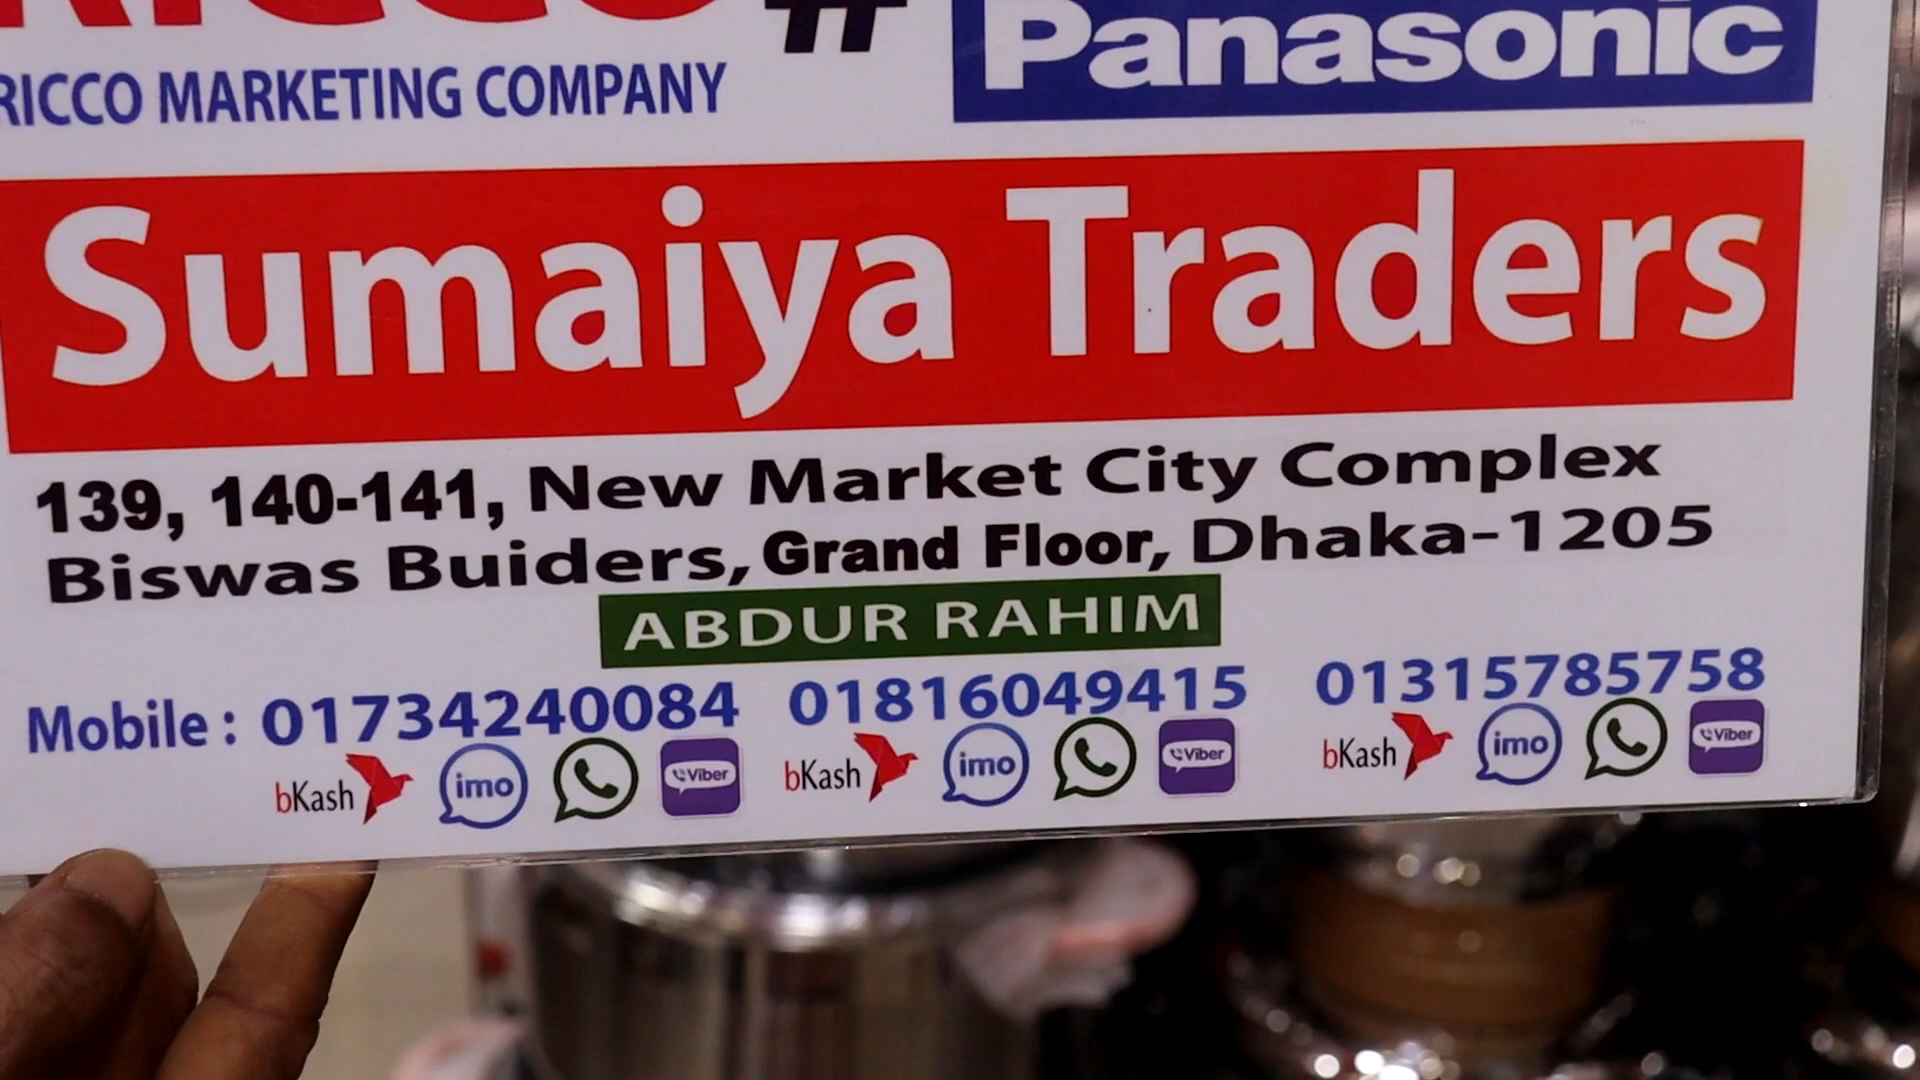 RICCO # Panasonic
RICCO MARKETING COMPANY
Sumaiya Traders
139, 140-141, New Market City Complex
Biswas Buiders, Grand Floor, Dhaka-1205
ABDUR RAHIM
Mobile : 01734240084 01816049415 01315785758
bKash imo Viber bKash imo Viber bKash imo Viber